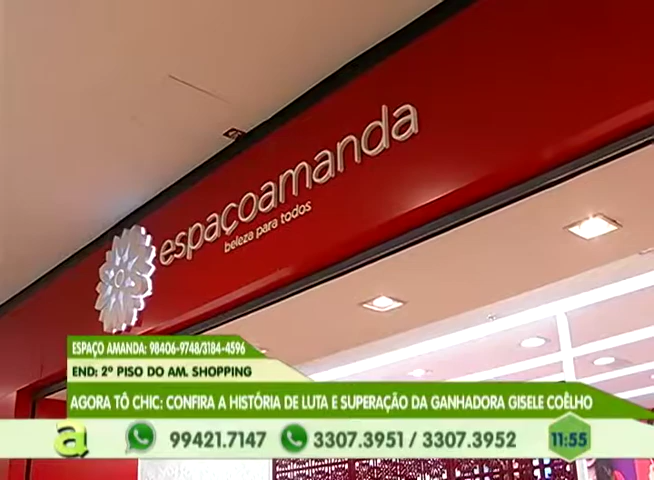 espaçoamanda
beleza para todos
ESPAÇO AMANDA: 98406-9748/3184-4596
END: 2º PISO DO AM. SHOPPING
AGORA TÔ CHIC: CONFIRA A HISTÓRIA DE LUTA E SUPERAÇÃO DA GANHADORA GISELE COÊLHO
a 99421.7147 3307.3951 / 3307.3952 11:55